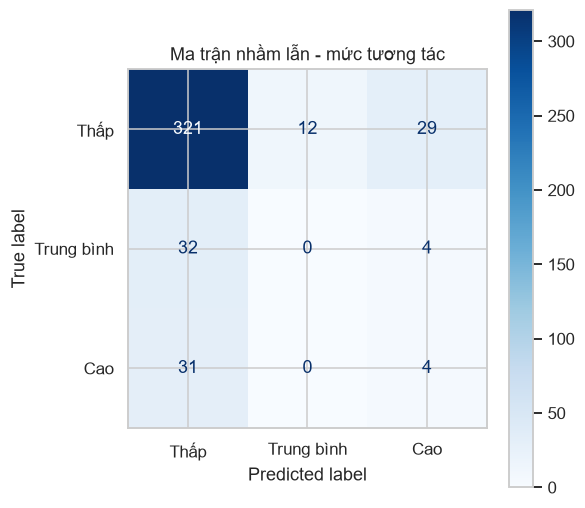 Ma trận nhầm lẫn - mức tương tác
True label
Thấp 321 12 29
Trung bình 32 0 4
Cao 31 0 4
Thấp Trung bình Cao
Predicted label
300
250
200
150
100
50
0